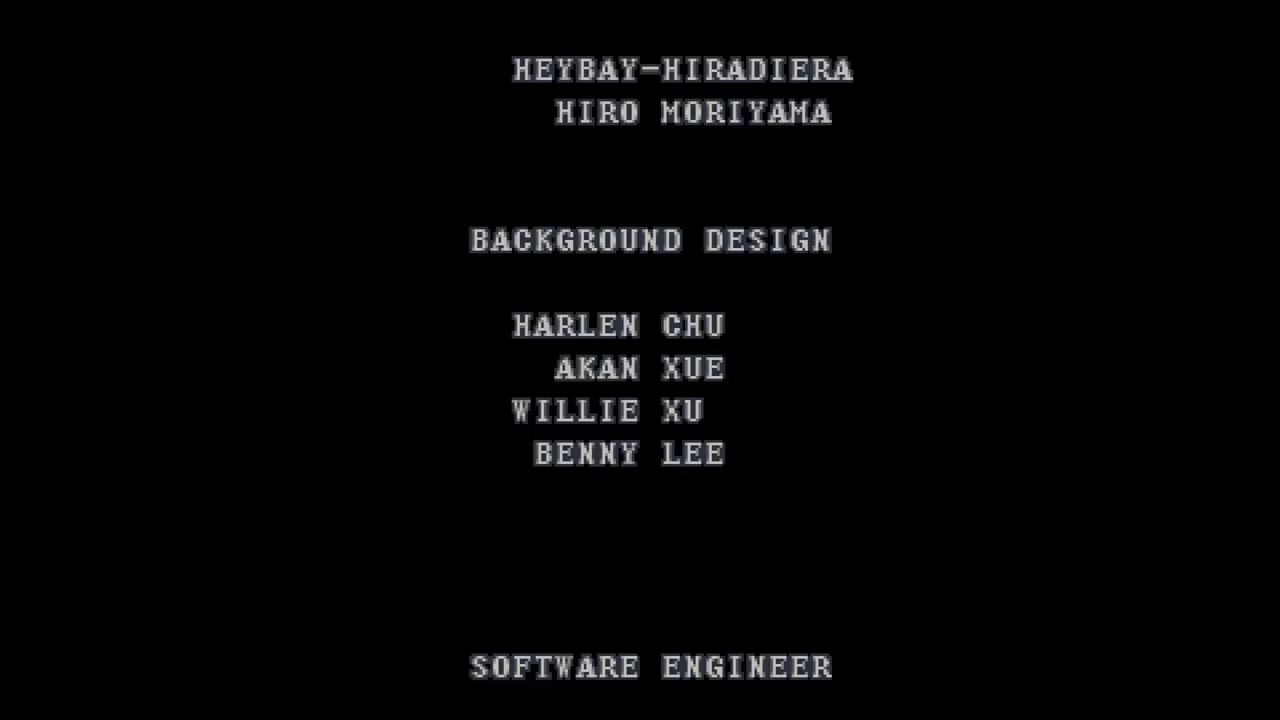 HEYBAY-HIRADIERA
HIRO MORIYAMA
BACKGROUND DESIGN
HARLEN CHU
AKAN XUE
WILLIE XU
BENNY LEE
SOFTWARE ENGINEER